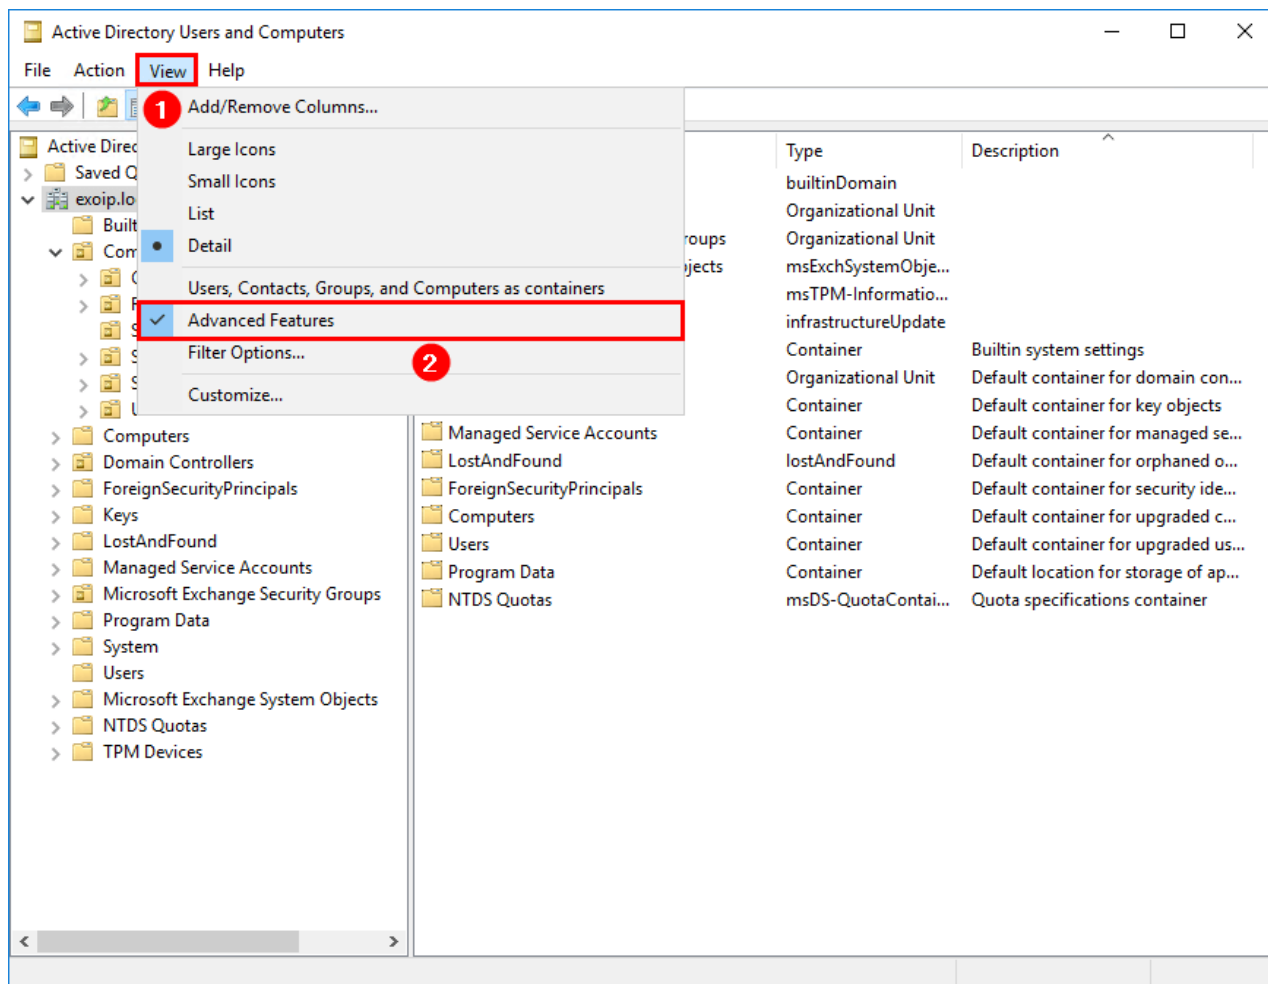 Active Directory Users and Computers
File Action View Help
1
Add/Remove Columns...
Large Icons
Small Icons
List
Detail
Users, Contacts, Groups, and Computers as containers
Advanced Features
Filter Options...
2
Customize...
Active Direc
Saved Q
exoip.lo
Built
Com
Computers
Domain Controllers
ForeignSecurityPrincipals
Keys
LostAndFound
Managed Service Accounts
Microsoft Exchange Security Groups
Program Data
System
Users
Microsoft Exchange System Objects
NTDS Quotas
TPM Devices
Type Description
builtinDomain
Organizational Unit
roups Organizational Unit
jects msExchSystemObje...
msTPM-Informatio...
infrastructureUpdate
Container Builtin system settings
Organizational Unit Default container for domain con...
Container Default container for key objects
Managed Service Accounts Container Default container for managed se...
LostAndFound lostAndFound Default container for orphaned o...
ForeignSecurityPrincipals Container Default container for security ide...
Computers Container Default container for upgraded c...
Users Container Default container for upgraded us...
Program Data Container Default location for storage of ap...
NTDS Quotas msDS-QuotaContai... Quota specifications container